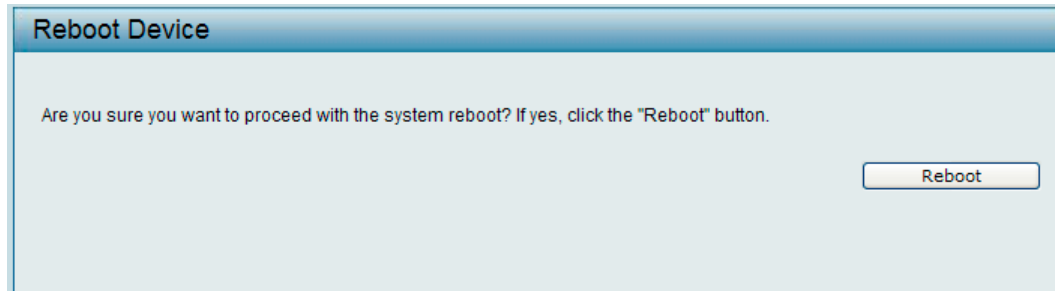 Reboot Device
Are you sure you want to proceed with the system reboot? If yes, click the "Reboot" button.
Reboot